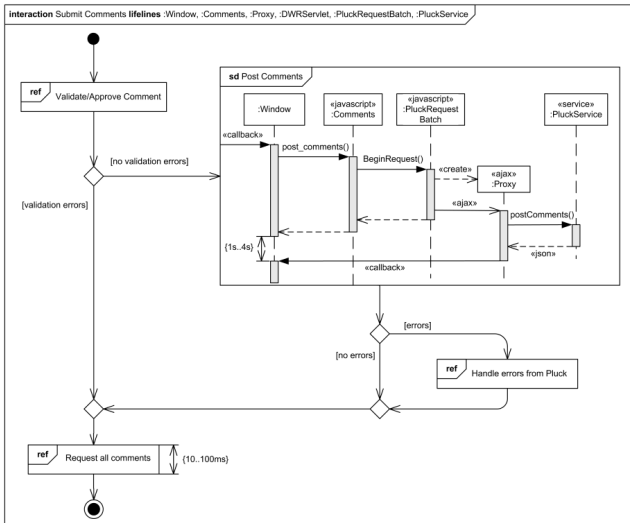 interaction Submit Comments lifelines :Window, :Comments, :Proxy, :DWRServlet, :PluckRequestBatch, :PluckService
sd Post Comments
ref
Validate/Approve Comment
:Window
«javascript»
:Comments
«javascript»
:PluckRequest
Batch
«service»
:PluckService
«callback»
post_comments()
BeginRequest()
[no validation errors]
«create»
«ajax»
:Proxy
[validation errors]
«ajax»
postComments()
{1s..4s}
«json»
«callback»
[errors]
[no errors]
ref
Handle errors from Pluck
ref
Request all comments
{10..100ms}